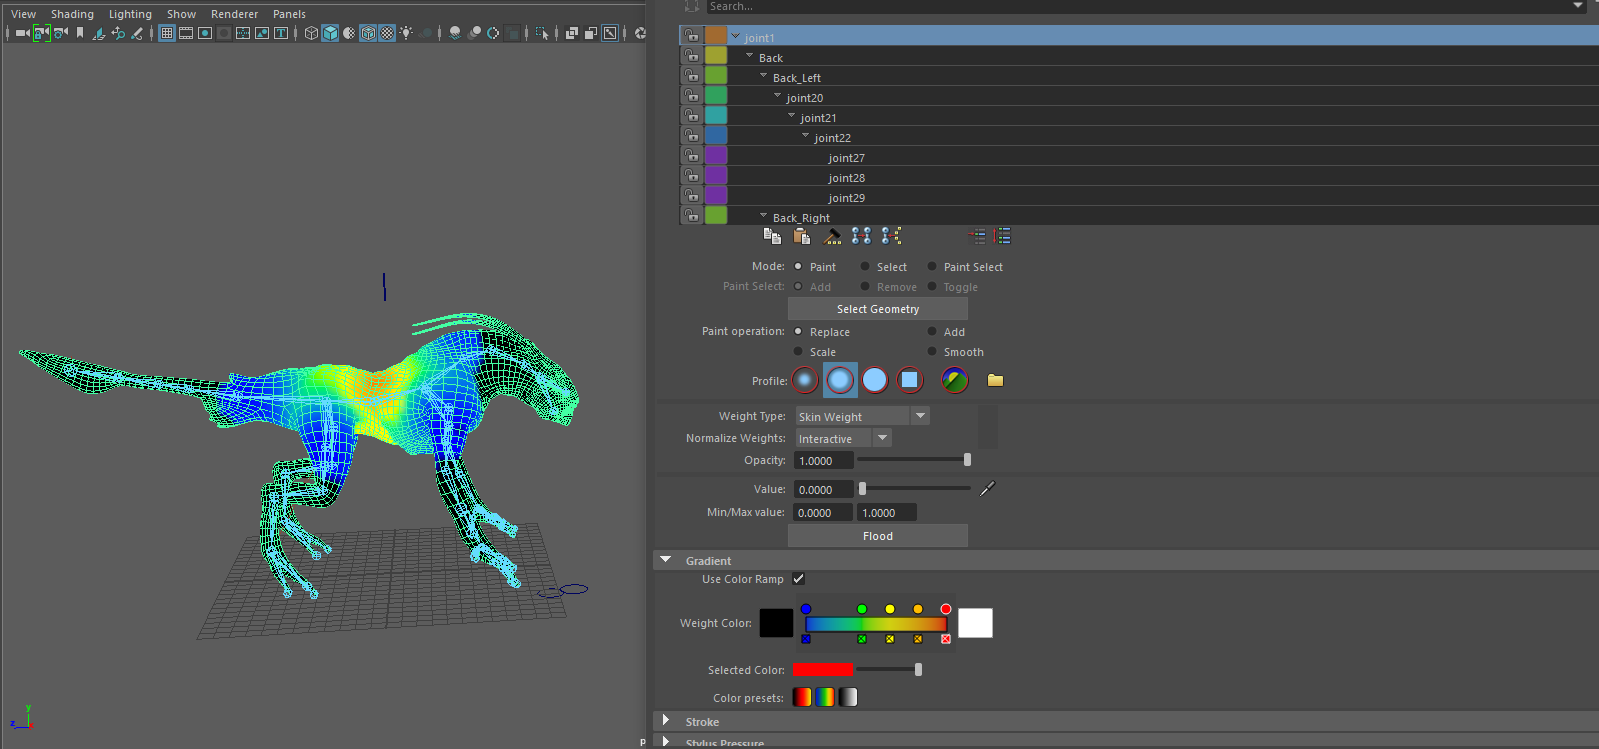 View Shading Lighting Show Renderer Panels
Search...
joint1
Back
Back_Left
joint20
joint21
joint22
joint27
joint28
joint29
Back_Right
Mode: Paint Select Paint Select
Paint Select: Add Remove Toggle
Select Geometry
Paint operation: Replace Add
Scale Smooth
Profile:
Weight Type: Skin Weight
Normalize Weights: Interactive
Opacity: 1.0000
Value: 0.0000
Min/Max value: 0.0000 1.0000
Flood
Gradient
Use Color Ramp
Weight Color:
Selected Color:
Color presets:
Stroke
Stylus Pressure
y
z
p